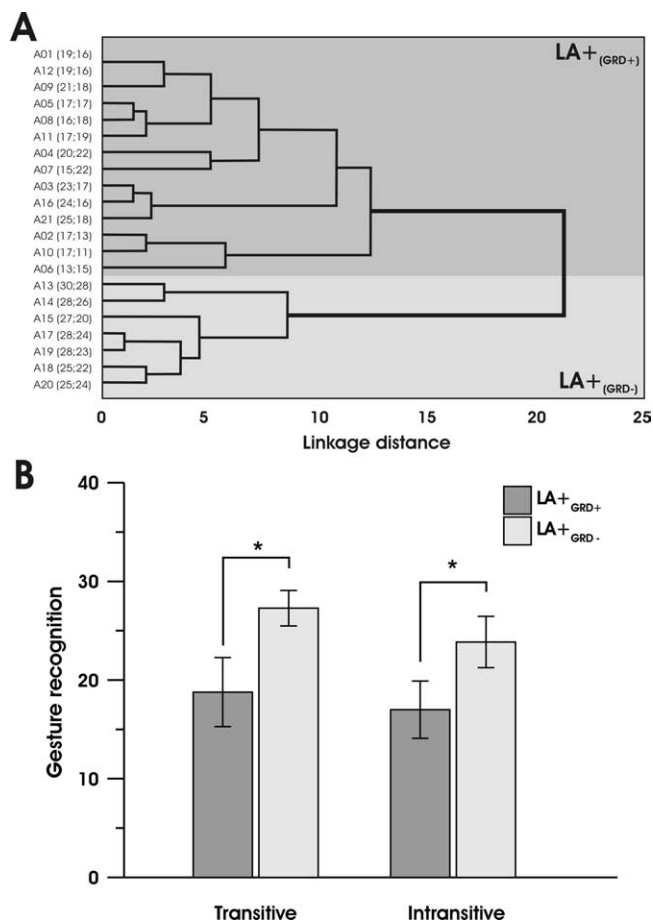 A
LA+(GRD+)
A01 (19;16)
A12 (19;16)
A09 (21;18)
A05 (17;17)
A08 (16;18)
A11 (17;19)
A04 (20;22)
A07 (15;22)
A03 (23;17)
A16 (24;16)
A21 (25;18)
A02 (17;13)
A10 (17;11)
A06 (13;15)
A13 (30;28)
A14 (28;26)
A15 (27;20)
A17 (28;24)
A19 (28;23)
A18 (25;22)
A20 (25;24)
LA+(GRD-)
0 5 10 15 20 25
Linkage distance
B
40
30
20
10
0
Gesture recognition
LA+ GRD+
LA+ GRD -
* *
Transitive Intransitive